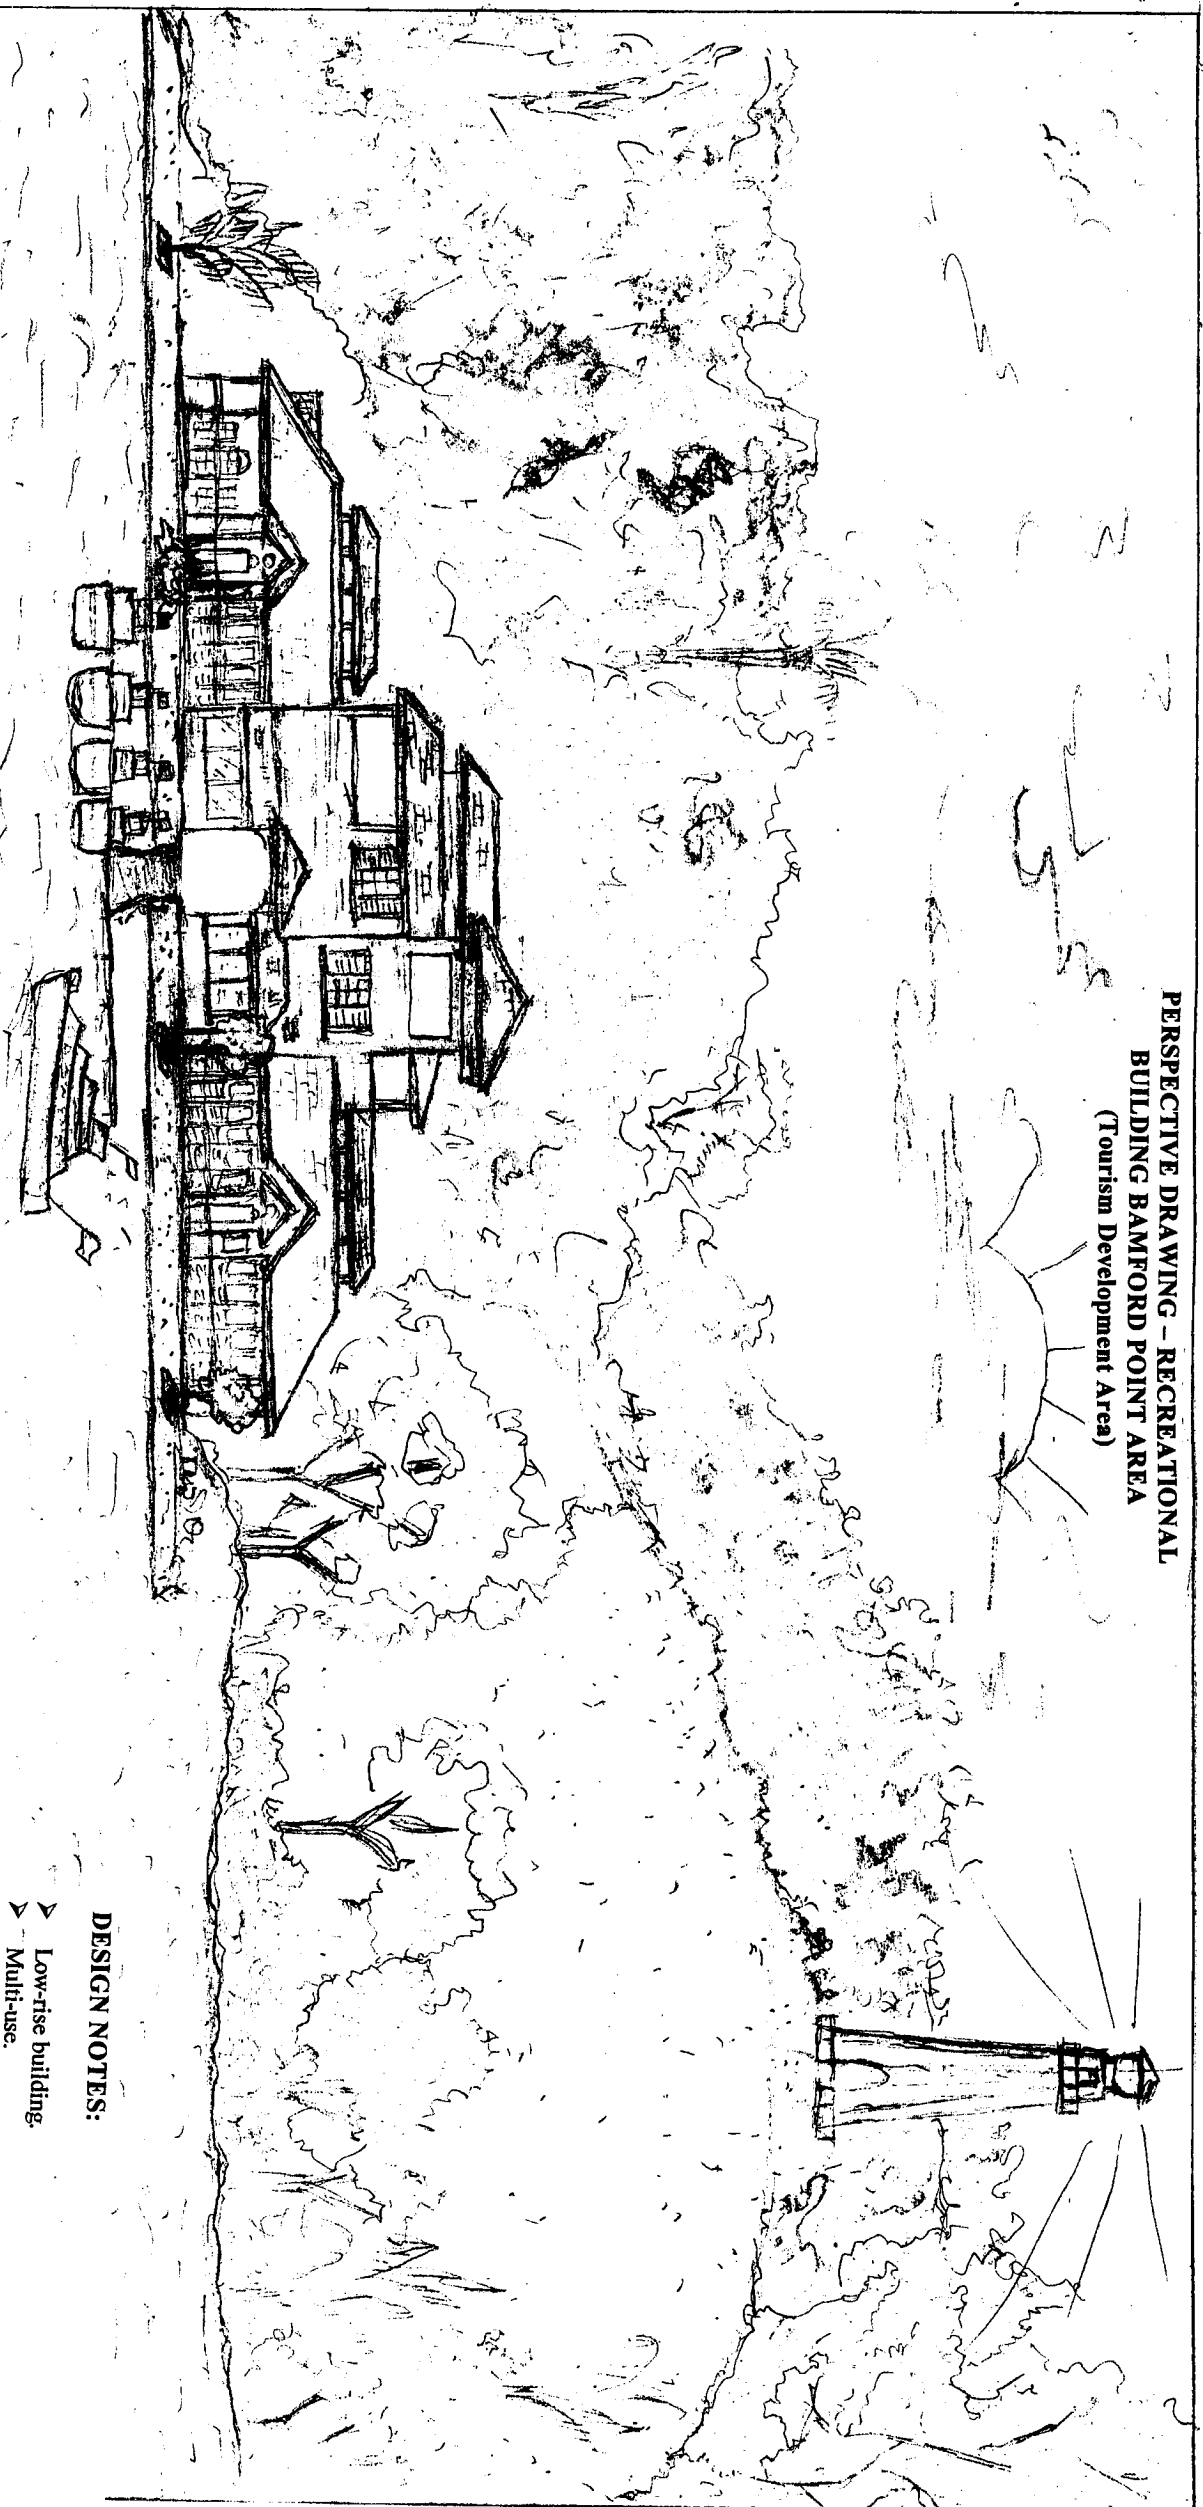 PERSPECTIVE DRAWING – RECREATIONAL
BUILDING BAMFORD POINT AREA
(Tourism Development Area)
DESIGN NOTES:
➢ Low-rise building.
➢ Multi-use.